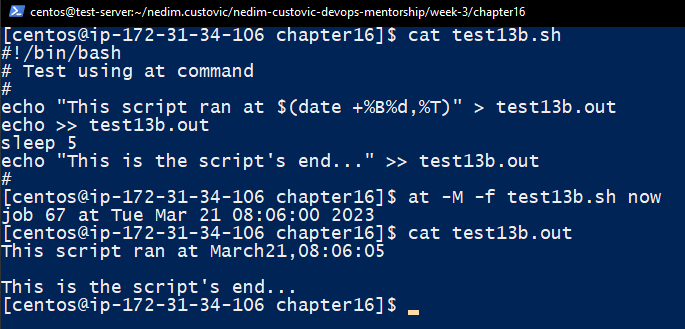 centos@test-server:~/nedim.custovic/nedim-custovic-devops-mentorship/week-3/chapter16
[centos@ip-172-31-34-106 chapter16]$ cat test13b.sh
#!/bin/bash
# Test using at command
#
echo "This script ran at $(date +%B%d,%T)" > test13b.out
echo >> test13b.out
sleep 5
echo "This is the script's end..." >> test13b.out
#
[centos@ip-172-31-34-106 chapter16]$ at -M -f test13b.sh now
job 67 at Tue Mar 21 08:06:00 2023
[centos@ip-172-31-34-106 chapter16]$ cat test13b.out
This script ran at March21,08:06:05

This is the script's end...
[centos@ip-172-31-34-106 chapter16]$